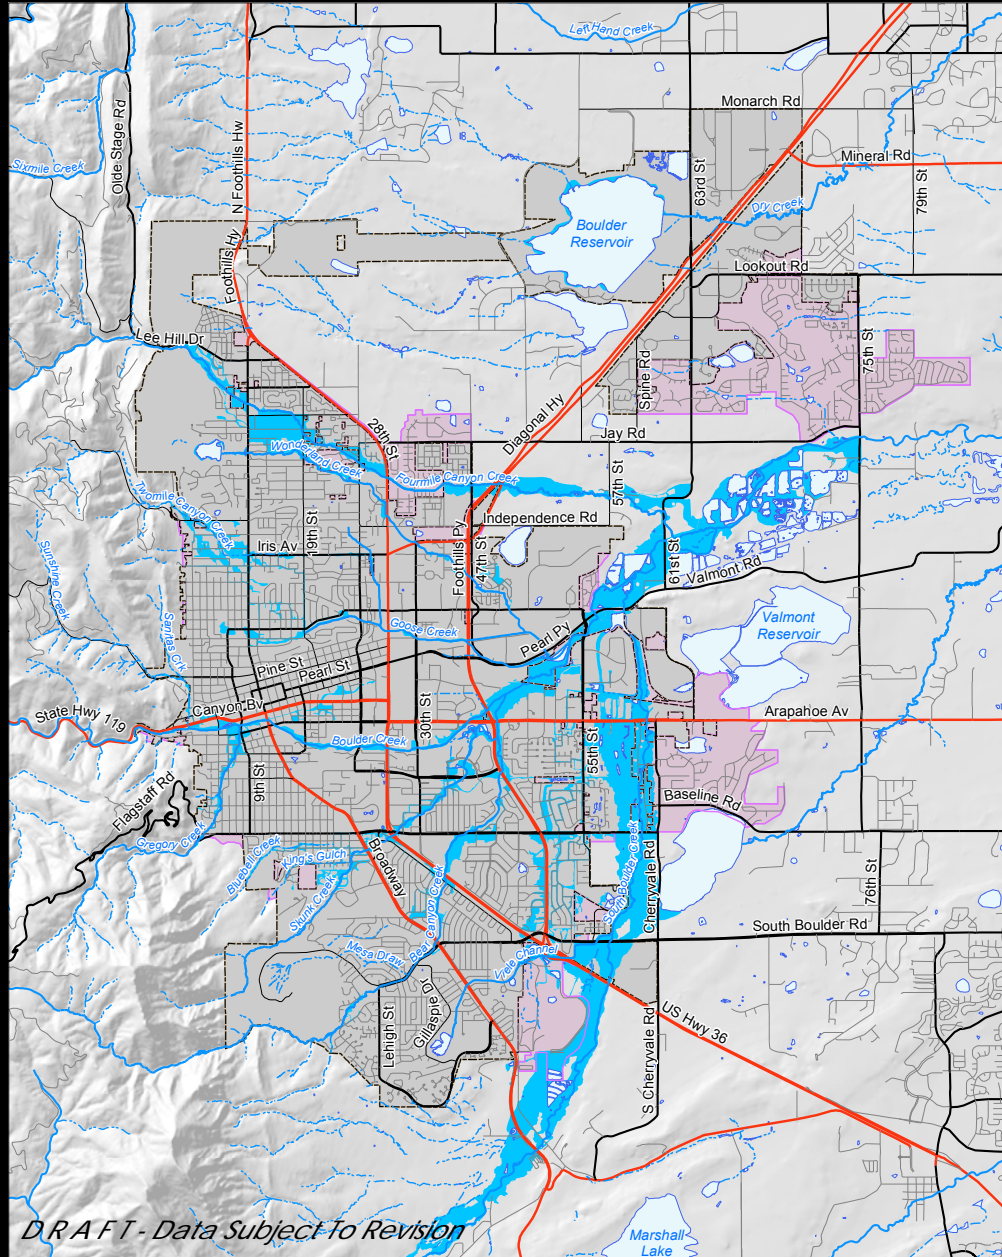 Left Hand Creek
Monarch Rd
Olde Stage Rd
N Foothills Hw
63rd St
Mineral Rd
Sixmile Creek
79th St
Dry Creek
Boulder
Reservoir
Foothills Hy
Lookout Rd
Lee Hill Dr
Spine Rd
75th St
28th St
Diagonal Hy
Jay Rd
Wonderland Creek
Fourmile Canyon Creek
57th St
Twomile Canyon Creek
19th St
Independence Rd
Iris Av
Foothills Py
47th St
61st St
Valmont Rd
Sunshine Creek
Sanitas Crk
Goose Creek
Pearl Py
Valmont
Reservoir
Pine St
Pearl St
Canyon Bv
State Hwy 119
30th St
Arapahoe Av
Boulder Creek
55th St
9th St
Flagstaff Rd
Baseline Rd
Gregory Creek
Bluebell Creek
King's Gulch
Broadway
Skunk Creek
Bear Canyon Creek
South Boulder Creek
Cherryvale Rd
76th St
South Boulder Rd
Mesa Draw
Viele Channel
Gillaspie Dr
Lehigh St
US Hwy 36
S Cherryvale Rd
DRAFT - Data Subject To Revision
Marshall
Lake